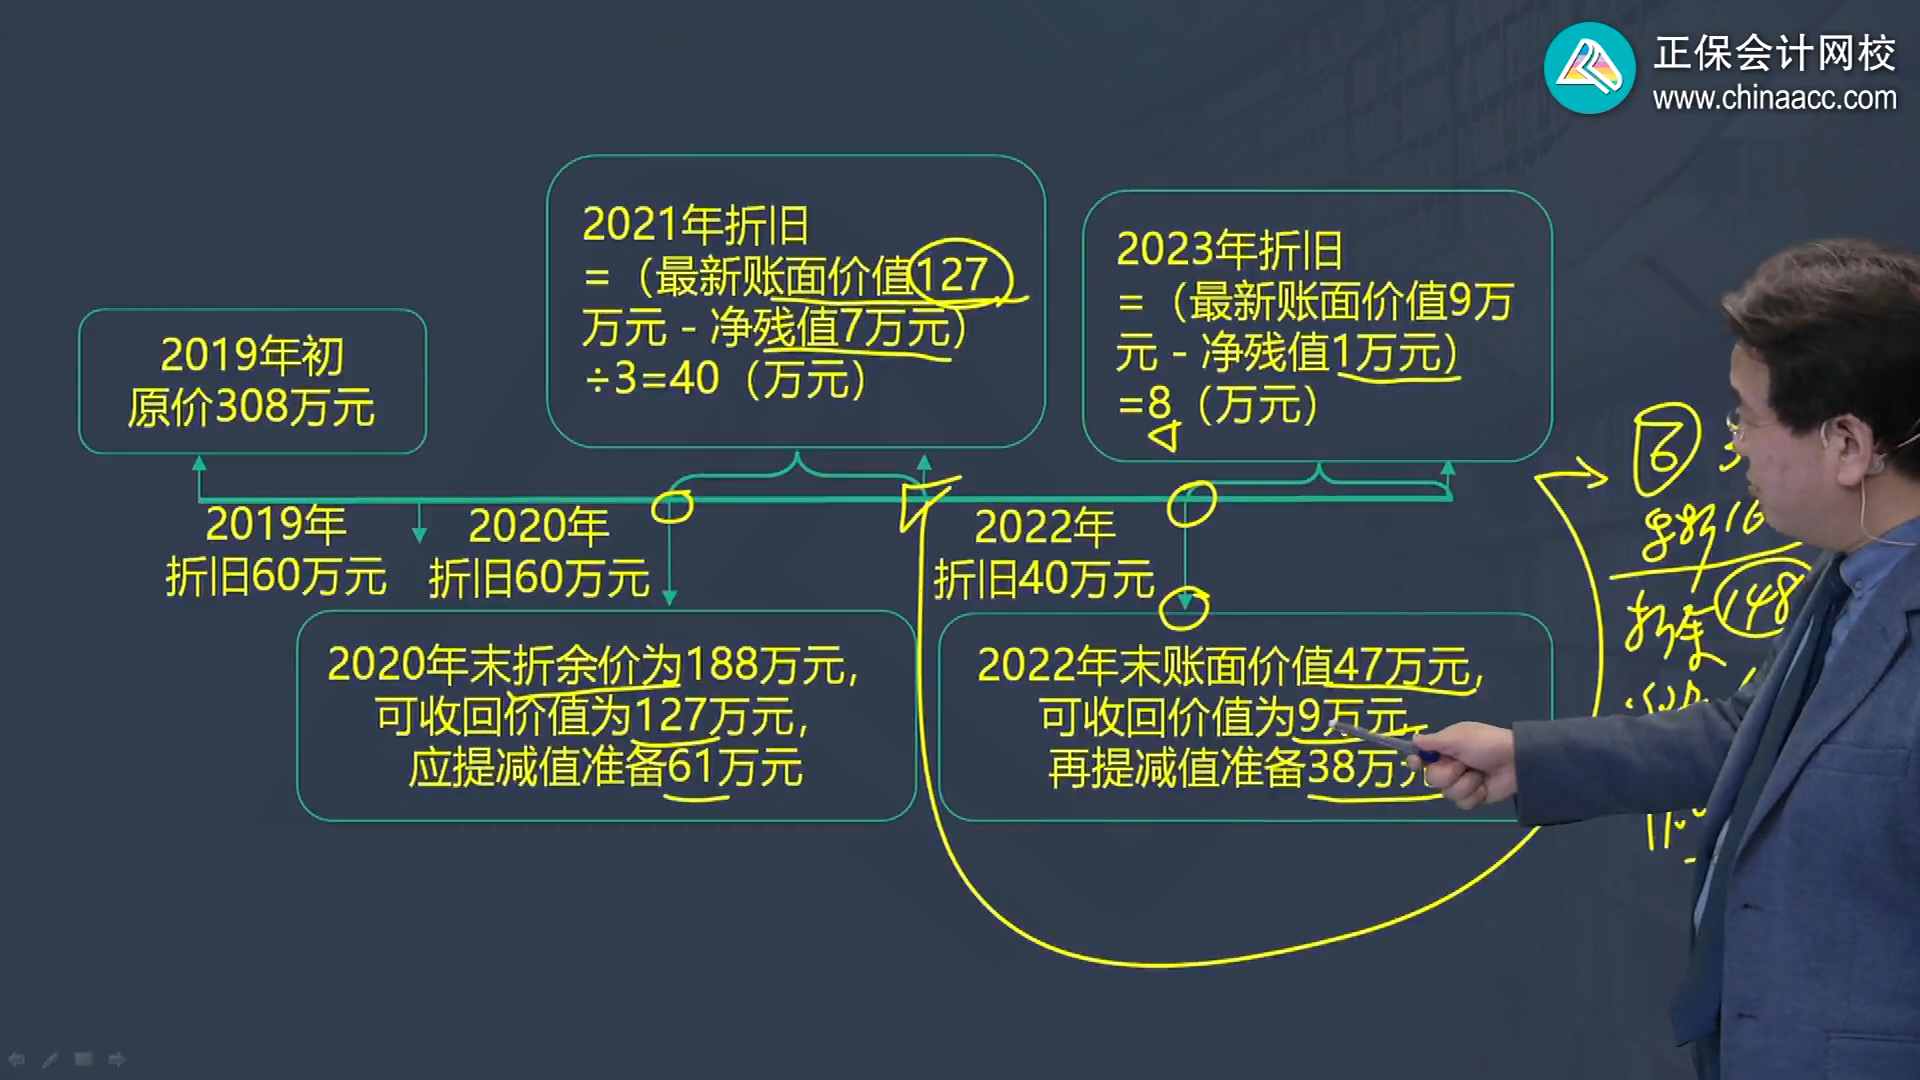 正保会计网校
www.chinaacc.com
2021年折旧
=（最新账面价值127
万元-净残值7万元）
÷3=40（万元）
2023年折旧
=（最新账面价值9万
元-净残值1万元）
=8（万元）
2019年初
原价308万元
2019年
折旧60万元
2020年
折旧60万元
2022年
折旧40万元
2020年末折余价为188万元，
可收回价值为127万元，
应提减值准备61万元
2022年末账面价值47万元，
可收回价值为9万元，
再提减值准备38万元
6
折余
148